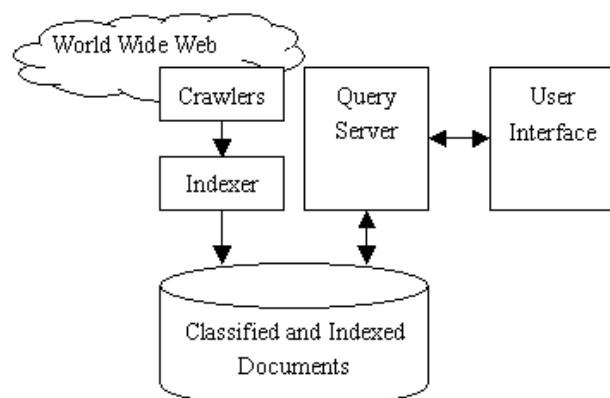 World Wide Web
Crawlers
Indexer
Query
Server
User
Interface
Classified and Indexed
Documents